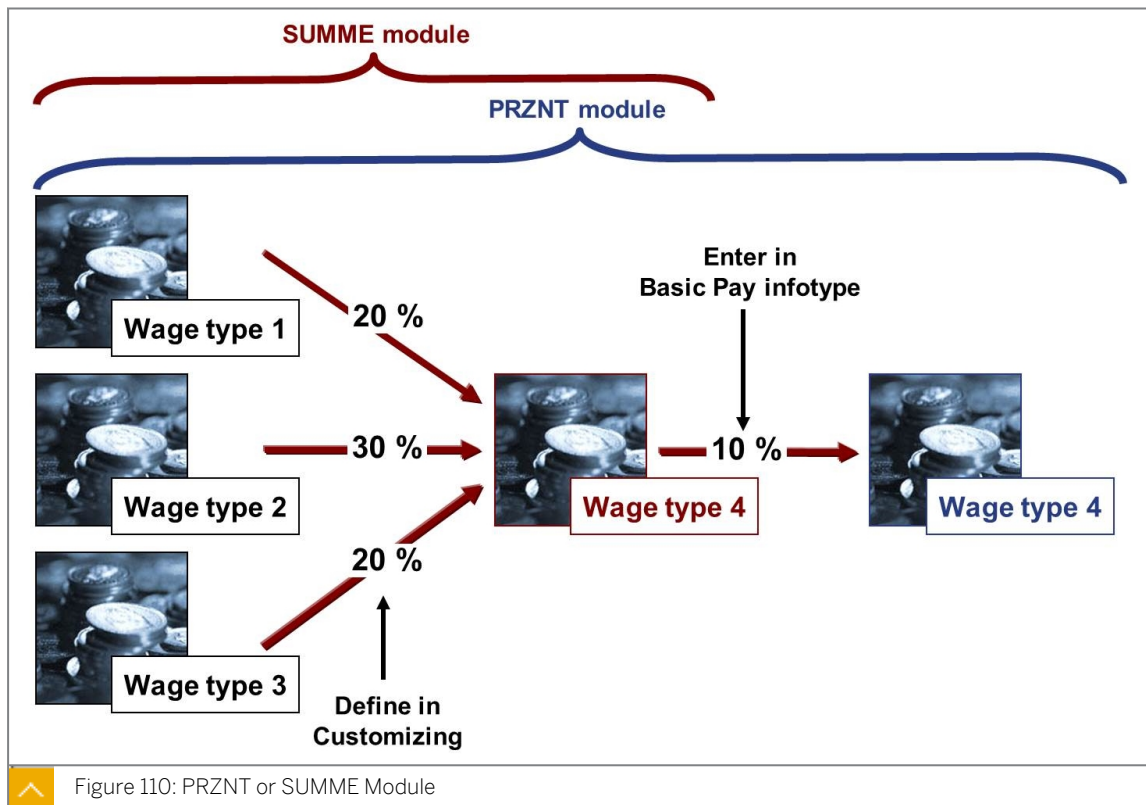 SUMME module
PRZNT module
Wage type 1
20 %
Enter in
Basic Pay infotype
Wage type 2
30 %
Wage type 4
10 %
Wage type 4
Wage type 3
20 %
Define in
Customizing
Figure 110: PRZNT or SUMME Module